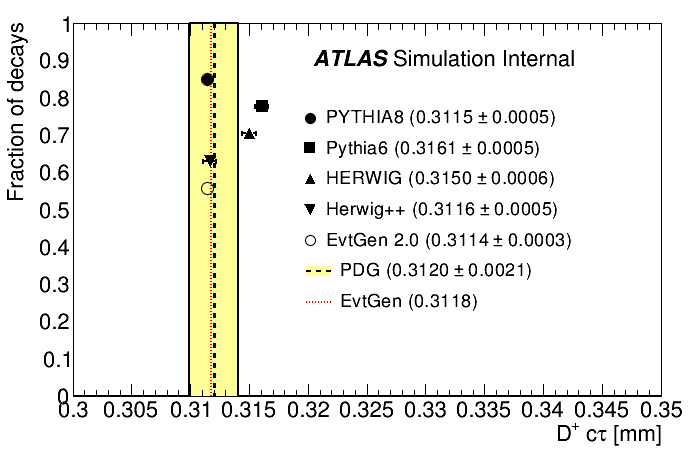 Fraction of decays
1
0.9
0.8
0.7
0.6
0.5
0.4
0.3
0.2
0.1
0
ATLAS Simulation Internal
PYTHIA8 (0.3115 ± 0.0005)
Pythia6 (0.3161 ± 0.0005)
HERWIG (0.3150 ± 0.0006)
Herwig++ (0.3116 ± 0.0005)
EvtGen 2.0 (0.3114 ± 0.0003)
PDG (0.3120 ± 0.0021)
EvtGen (0.3118)
0.3 0.305 0.31 0.315 0.32 0.325 0.33 0.335 0.34 0.345 0.35
D⁺ cτ [mm]